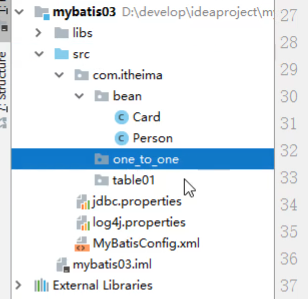 mybatis03 D:\develop\ideaproject\my
libs
src
com.itheima
bean
Card
Person
one_to_one
table01
jdbc.properties
log4j.properties
MyBatisConfig.xml
mybatis03.iml
External Libraries
Structure
27
28
29
30
31
32
33
34
35
36
37